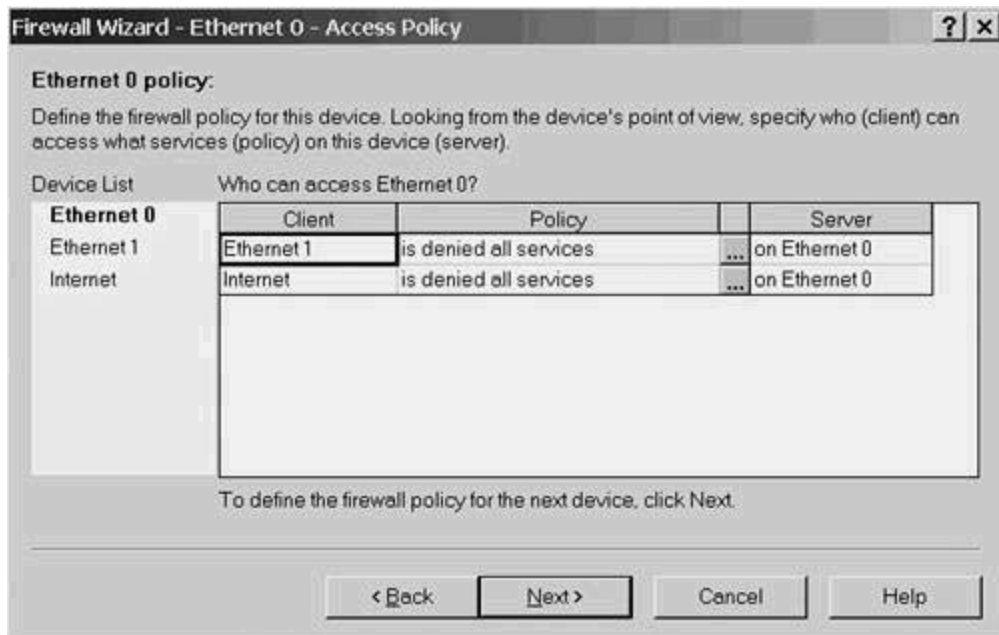 Firewall Wizard - Ethernet 0 - Access Policy ? ×
Ethernet 0 policy:
Define the firewall policy for this device. Looking from the device's point of view, specify who (client) can
access what services (policy) on this device (server).
Device List Who can access Ethernet 0?
Ethernet 0 Client Policy Server
Ethernet 1 Ethernet 1 is denied all services ... on Ethernet 0
Internet Internet is denied all services ... on Ethernet 0
To define the firewall policy for the next device, click Next.
< Back Next > Cancel Help